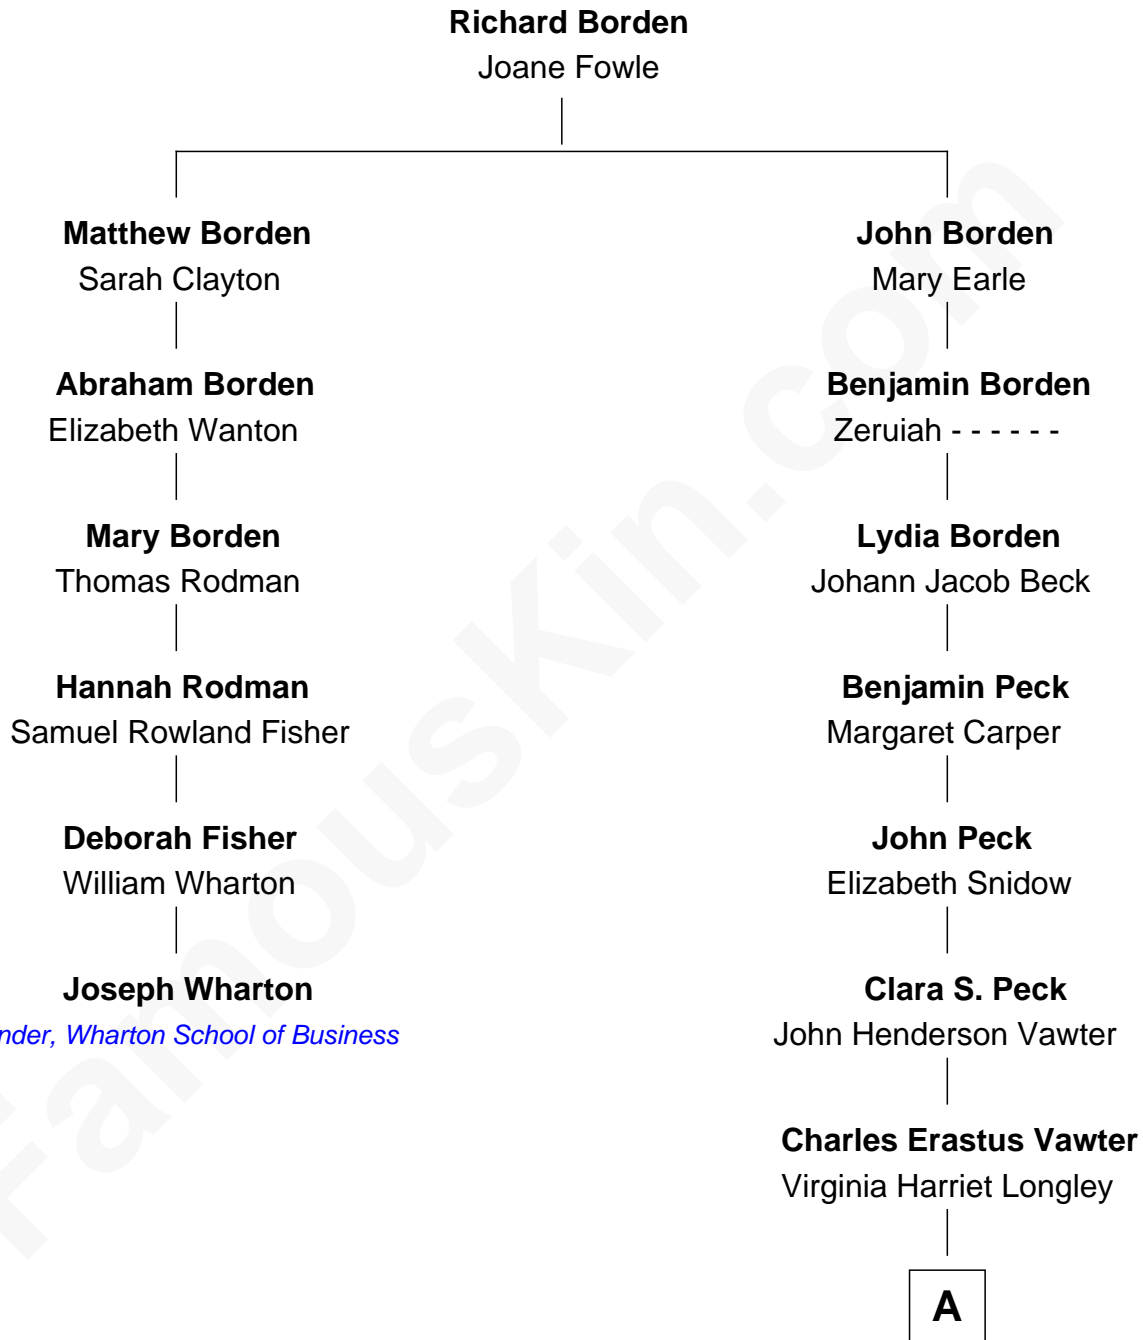 Richard Borden
Joane Fowle
Matthew Borden
Sarah Clayton
Abraham Borden
Elizabeth Wanton
Mary Borden
Thomas Rodman
Hannah Rodman
Samuel Rowland Fisher
Deborah Fisher
William Wharton
Joseph Wharton
nder, Wharton School of Business
John Borden
Mary Earle
Benjamin Borden
Zeruiah - - - - - -
Lydia Borden
Johann Jacob Beck
Benjamin Peck
Margaret Carper
John Peck
Elizabeth Snidow
Clara S. Peck
John Henderson Vawter
Charles Erastus Vawter
Virginia Harriet Longley
A
FamousKin.com